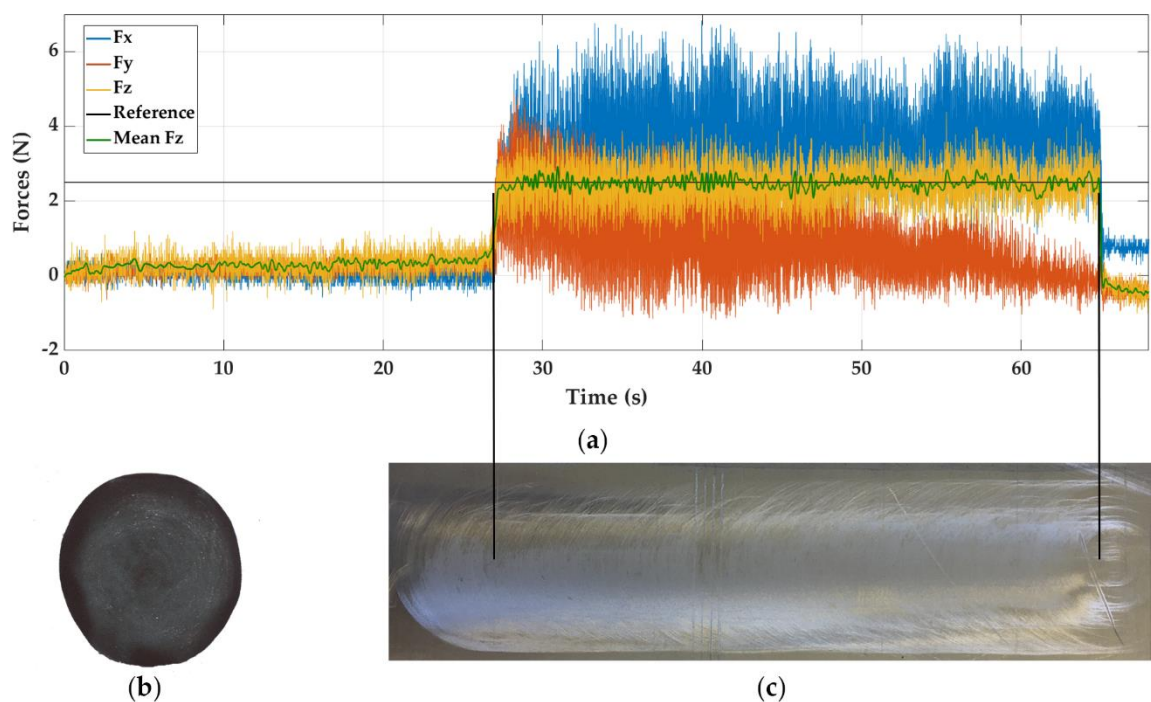 Fx
Fy
Fz
Reference
Mean Fz
Forces (N)
6
4
2
0
-2
0 10 20 30 40 50 60
Time (s)
(a)
(b)
(c)